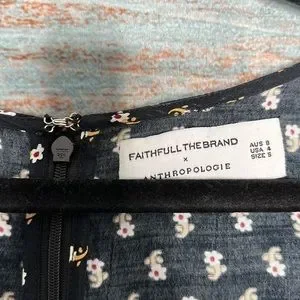 FAITHFULL THE BRAND
×
ANTHROPOLOGIE
AUS 8
USA 4
SIZE S